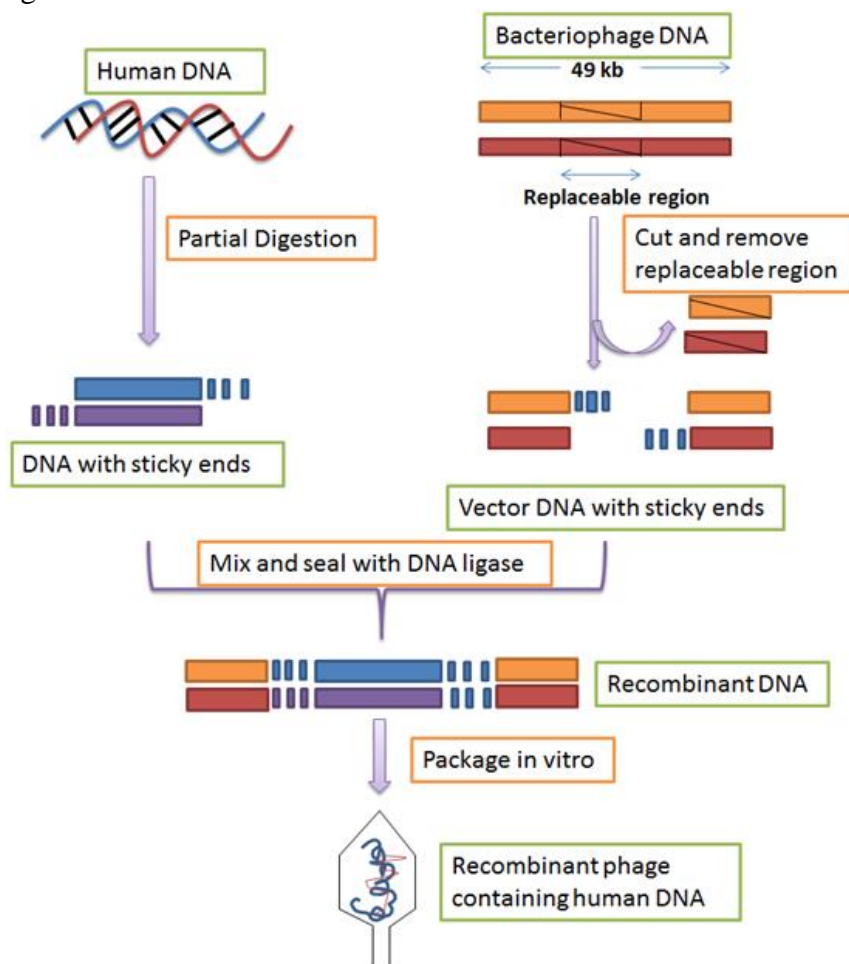 Human DNA
Bacteriophage DNA
49 kb
Replaceable region
Partial Digestion
Cut and remove
replaceable region
DNA with sticky ends
Vector DNA with sticky ends
Mix and seal with DNA ligase
Recombinant DNA
Package in vitro
Recombinant phage
containing human DNA